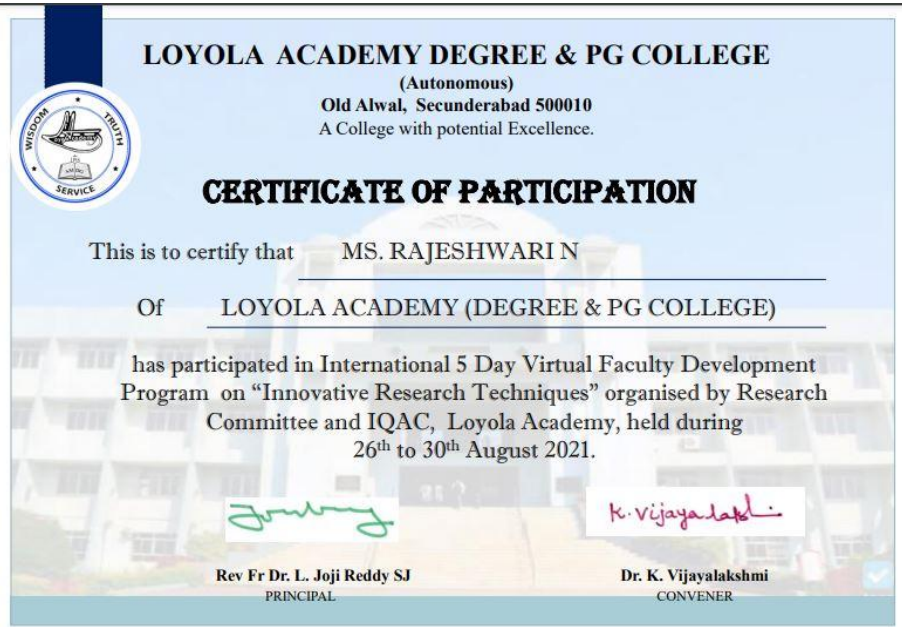 LOYOLA ACADEMY DEGREE & PG COLLEGE
(Autonomous)
Old Alwal, Secunderabad 500010
A College with potential Excellence.
WISDOM TRUTH
SERVICE
CERTIFICATE OF PARTICIPATION
This is to certify that MS. RAJESHWARI N
Of LOYOLA ACADEMY (DEGREE & PG COLLEGE)
has participated in International 5 Day Virtual Faculty Development
Program on “Innovative Research Techniques” organised by Research
Committee and IQAC, Loyola Academy, held during
26th to 30th August 2021.
K. Vijayalakshmi
Rev Fr Dr. L. Joji Reddy SJ Dr. K. Vijayalakshmi
PRINCIPAL CONVENER